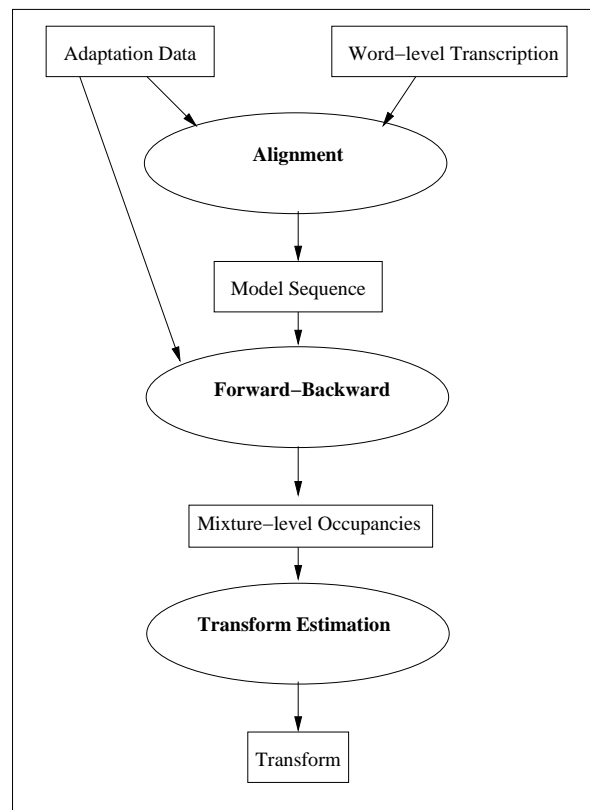 Adaptation Data
Word−level Transcription
Alignment
Model Sequence
Forward−Backward
Mixture−level Occupancies
Transform Estimation
Transform